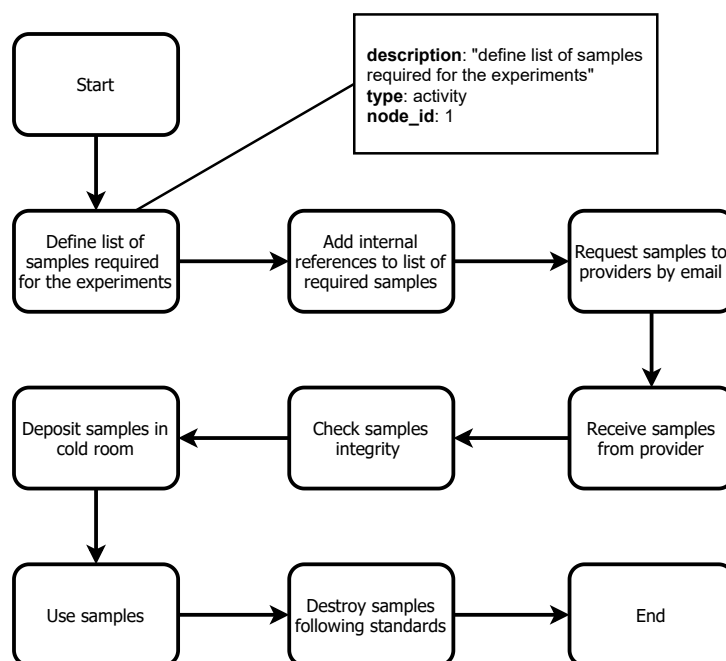 Start
description: "define list of samples
required for the experiments"
type: activity
node_id: 1
Define list of
samples required
for the experiments
Add internal
references to list of
required samples
Request samples to
providers by email
Deposit samples in
cold room
Check samples
integrity
Receive samples
from provider
Use samples
Destroy samples
following standards
End